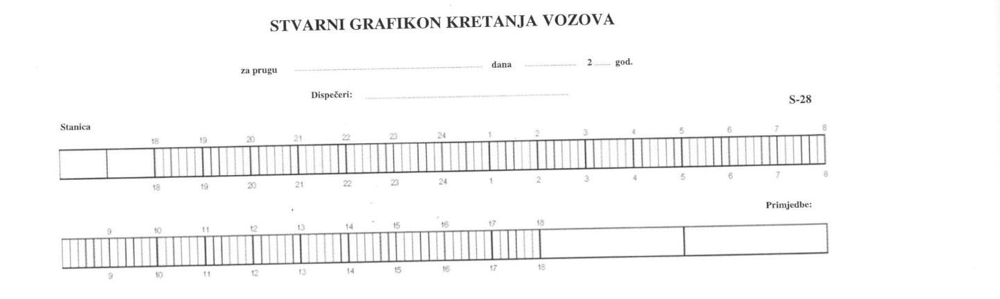 STVARNI GRAFIKON KRETANJA VOZOVA
za prugu ........ dana ........ 2 ........ god.
Dispečeri: ........
S-28
Stanica
18 19 20 21 22 23 24 1 2 3 4 5 6 7 8
18 19 20 21 22 23 24 1 2 3 4 5 6 7 8
Primjedbe:
9 10 11 12 13 14 15 16 17 18
9 10 11 12 13 14 15 16 17 18